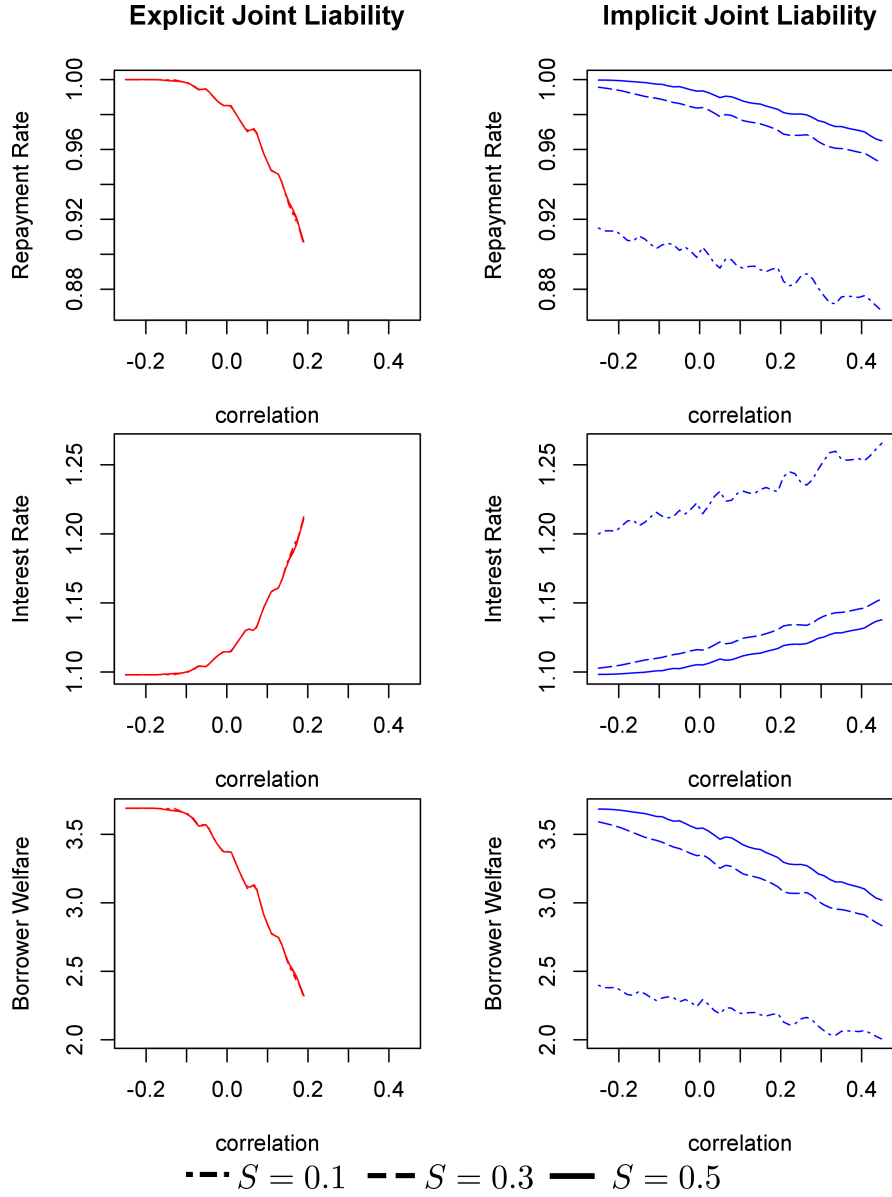 Explicit Joint Liability
Implicit Joint Liability
Repayment Rate
0.88 0.92 0.96 1.00
-0.2 0.0 0.2 0.4
correlation
Repayment Rate
0.88 0.92 0.96 1.00
-0.2 0.0 0.2 0.4
correlation
Interest Rate
1.10 1.15 1.20 1.25
-0.2 0.0 0.2 0.4
correlation
Interest Rate
1.10 1.15 1.20 1.25
-0.2 0.0 0.2 0.4
correlation
Borrower Welfare
2.0 2.5 3.0 3.5
-0.2 0.0 0.2 0.4
correlation
Borrower Welfare
2.0 2.5 3.0 3.5
-0.2 0.0 0.2 0.4
correlation
S = 0.1 S = 0.3 S = 0.5